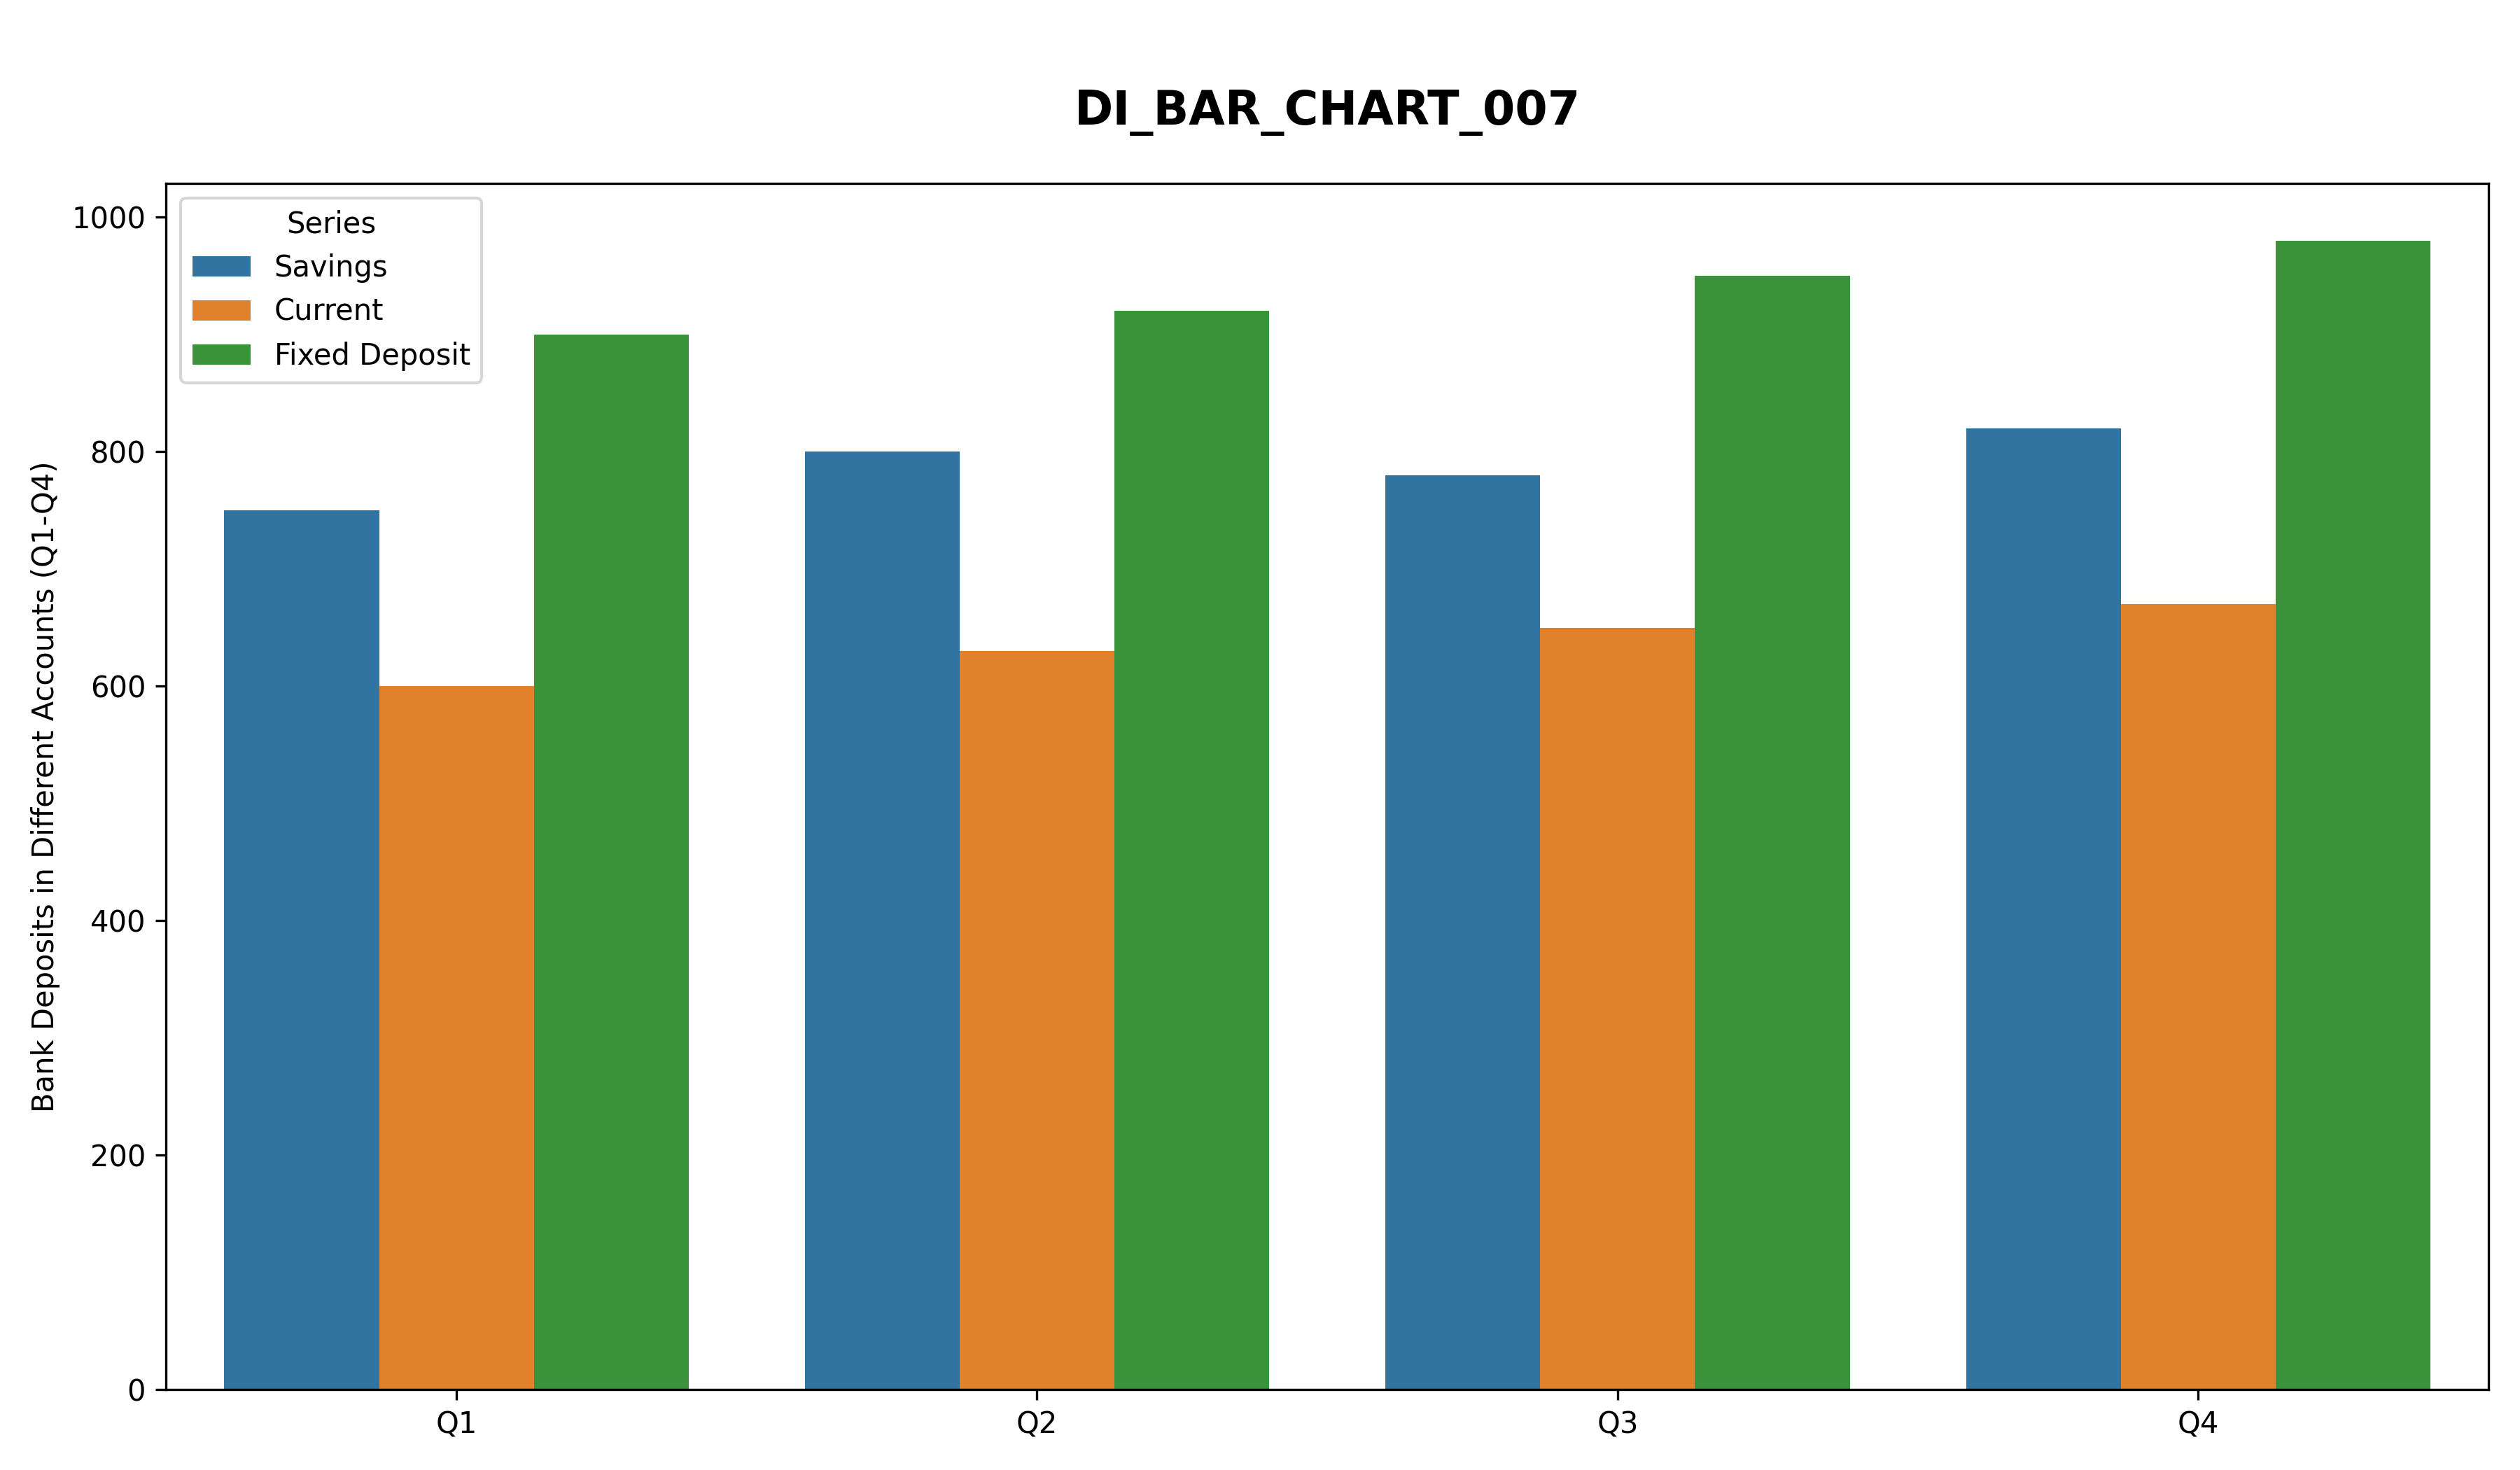 DI_BAR_CHART_007
Series
Savings
Current
Fixed Deposit
Bank Deposits in Different Accounts (Q1-Q4)
1000
800
600
400
200
0
Q1 Q2 Q3 Q4